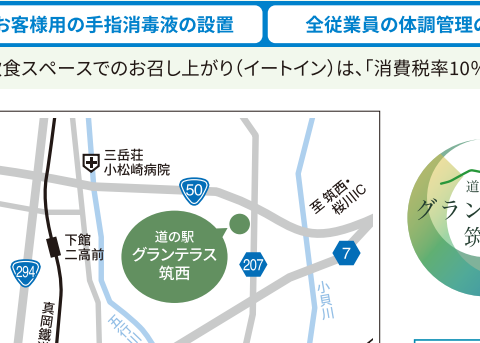 お客様用の手指消毒液の設置
全従業員の体調管理の
飲食スペースでのお召し上がり（イートイン）は、「消費税率10%
三岳荘
小松崎病院
50
至 筑西・
桜川IC
道の駅
グランテラス
筑西
下館
二高前
207
7
294
小貝川
五行川
真岡鐵
道
グラン
筑